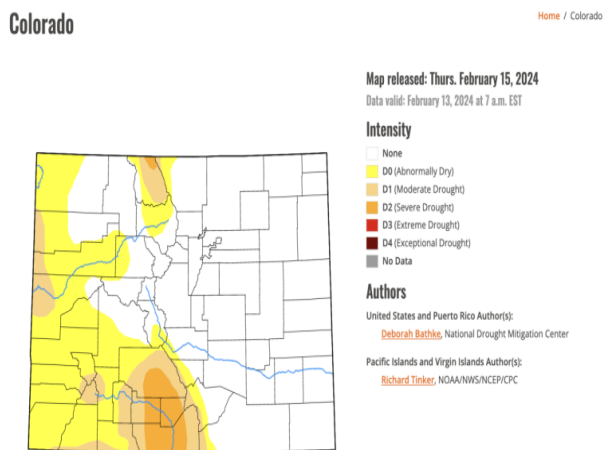 Colorado
Home / Colorado
Map released: Thurs. February 15, 2024
Data valid: February 13, 2024 at 7 a.m. EST
Intensity
None
D0 (Abnormally Dry)
D1 (Moderate Drought)
D2 (Severe Drought)
D3 (Extreme Drought)
D4 (Exceptional Drought)
No Data
Authors
United States and Puerto Rico Author(s):
Deborah Bathke, National Drought Mitigation Center
Pacific Islands and Virgin Islands Author(s):
Richard Tinker, NOAA/NWS/NCEP/CPC